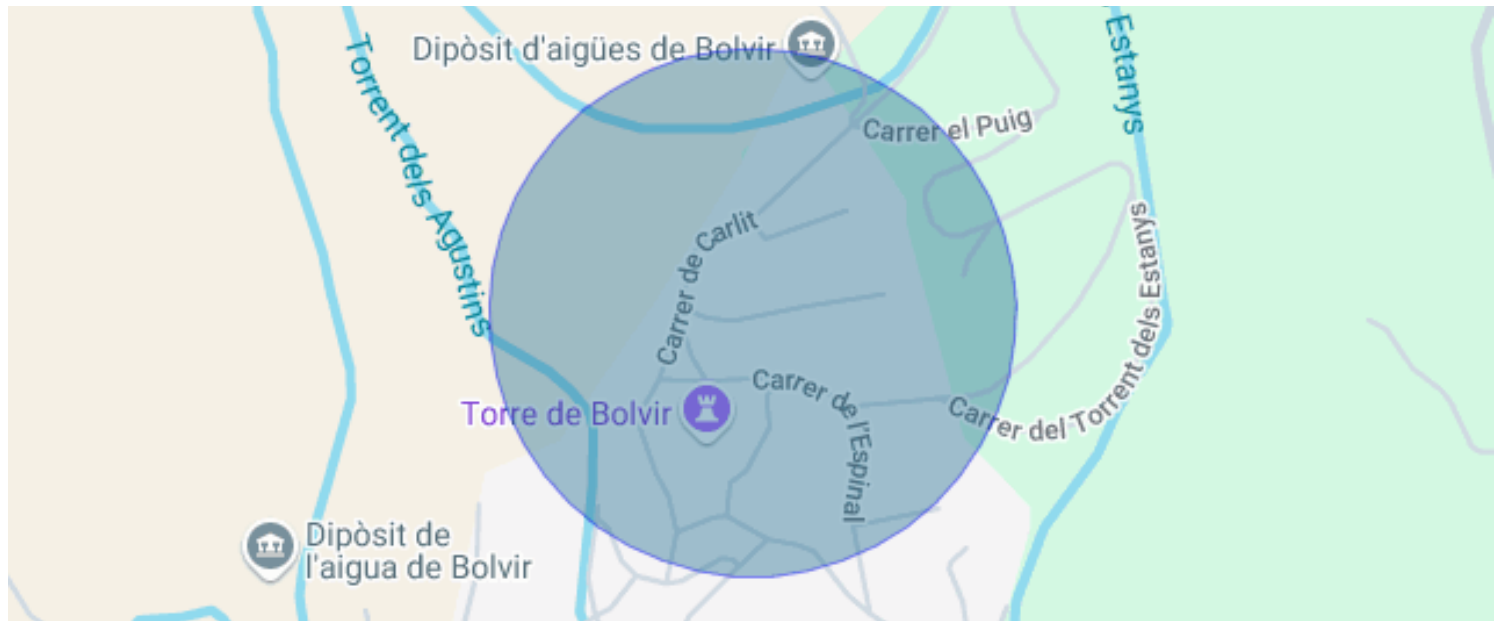 Dipòsit d'aigües de Bolvir
Torrent dels Agustins
Estanys
Carrer el Puig
Carrer de Carlit
Carrer del Torrent dels Estanys
Carrer de l'Espinal
Torre de Bolvir
Dipòsit de
l'aigua de Bolvir